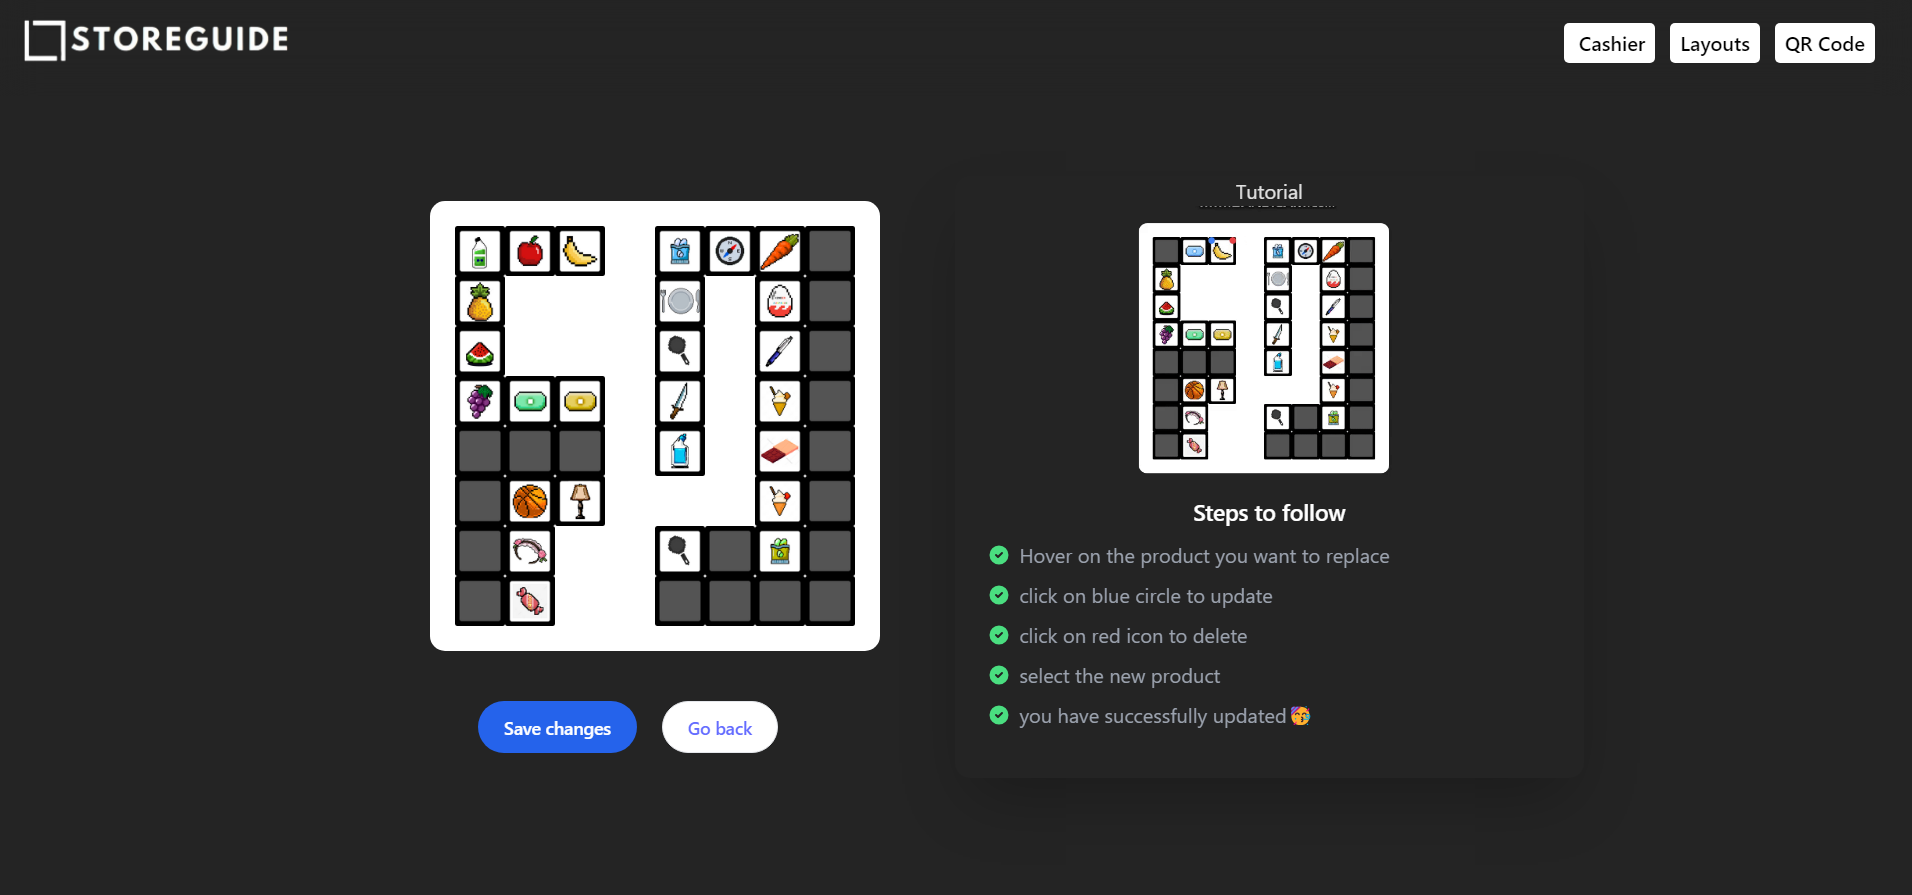 STOREGUIDE
Cashier
Layouts
QR Code
Tutorial
Steps to follow
Hover on the product you want to replace
click on blue circle to update
click on red icon to delete
select the new product
you have successfully updated🥳
Save changes
Go back